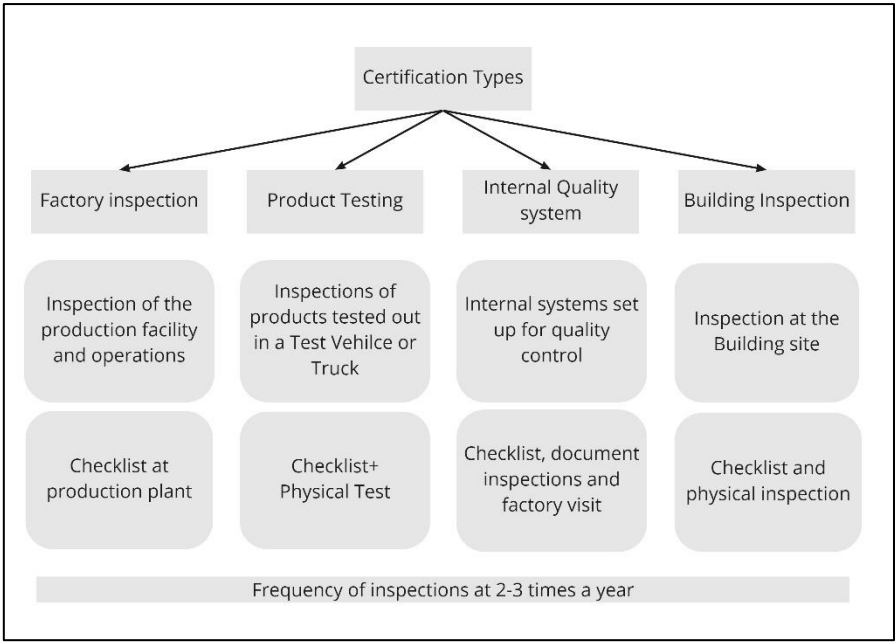 Certification Types
Factory inspection
Product Testing
Internal Quality
system
Building Inspection
Inspection of the
production facility
and operations
Inspections of
products tested out
in a Test Vehilce or
Truck
Internal systems set
up for quality
control
Inspection at the
Building site
Checklist at
production plant
Checklist+
Physical Test
Checklist, document
inspections and
factory visit
Checklist and
physical inspection
Frequency of inspections at 2-3 times a year